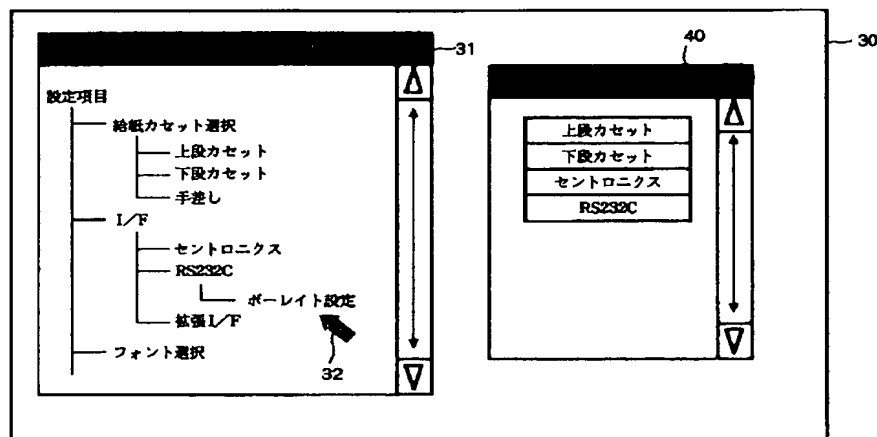 31
40
30
設定項目
給紙カセット選択
上段カセット
下段カセット
手差し
I/F
セントロニクス
RS232C
ボーレイト設定
拡張I/F
フォント選択
32
上段カセット
下段カセット
セントロニクス
RS232C